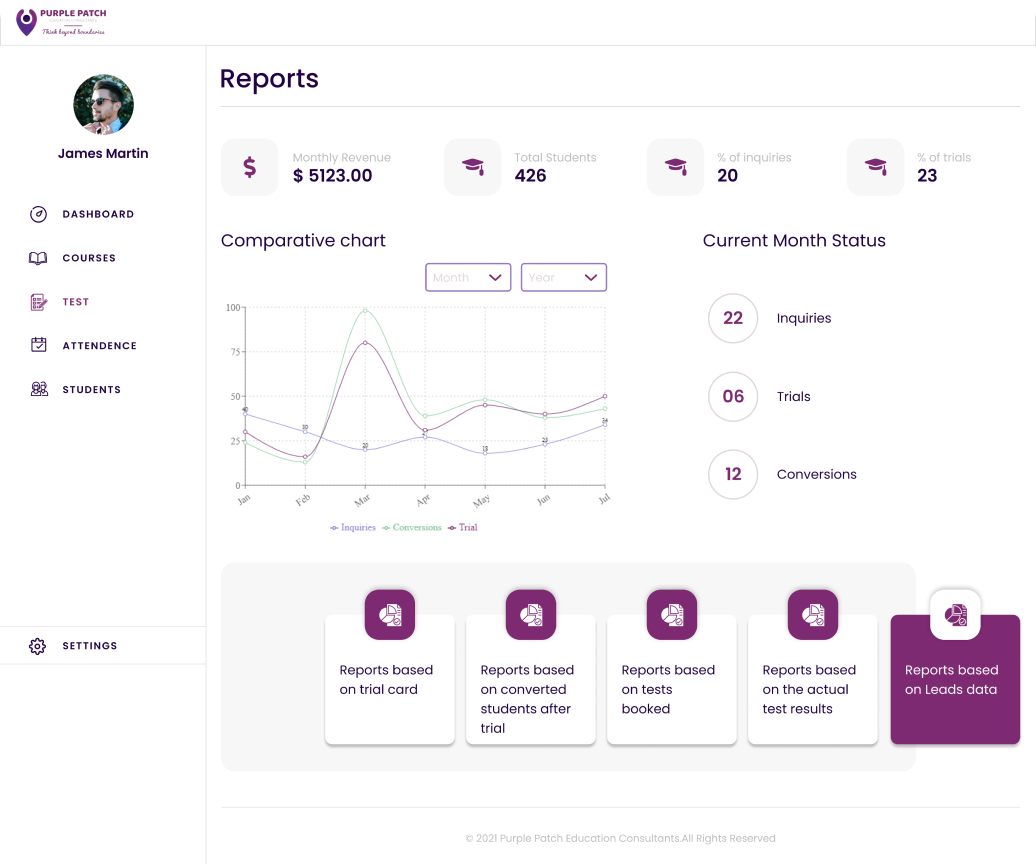 PURPLE PATCH
Think beyond boundaries
Reports
James Martin
DASHBOARD
COURSES
TEST
ATTENDENCE
STUDENTS
SETTINGS
Monthly Revenue
$ 5123.00
Total Students
426
% of inquiries
20
% of trials
23
Comparative chart
Month
Year
100
75
50
25
0
40
30
20
27
18
23
34
Jan
Feb
Mar
Apr
May
Jun
Jul
Inquiries
Conversions
Trial
Current Month Status
22
Inquiries
06
Trials
12
Conversions
Reports based
on trial card
Reports based
on converted
students after
trial
Reports based
on tests
booked
Reports based
on the actual
test results
Reports based
on Leads data
© 2021 Purple Patch Education Consultants.All Rights Reserved